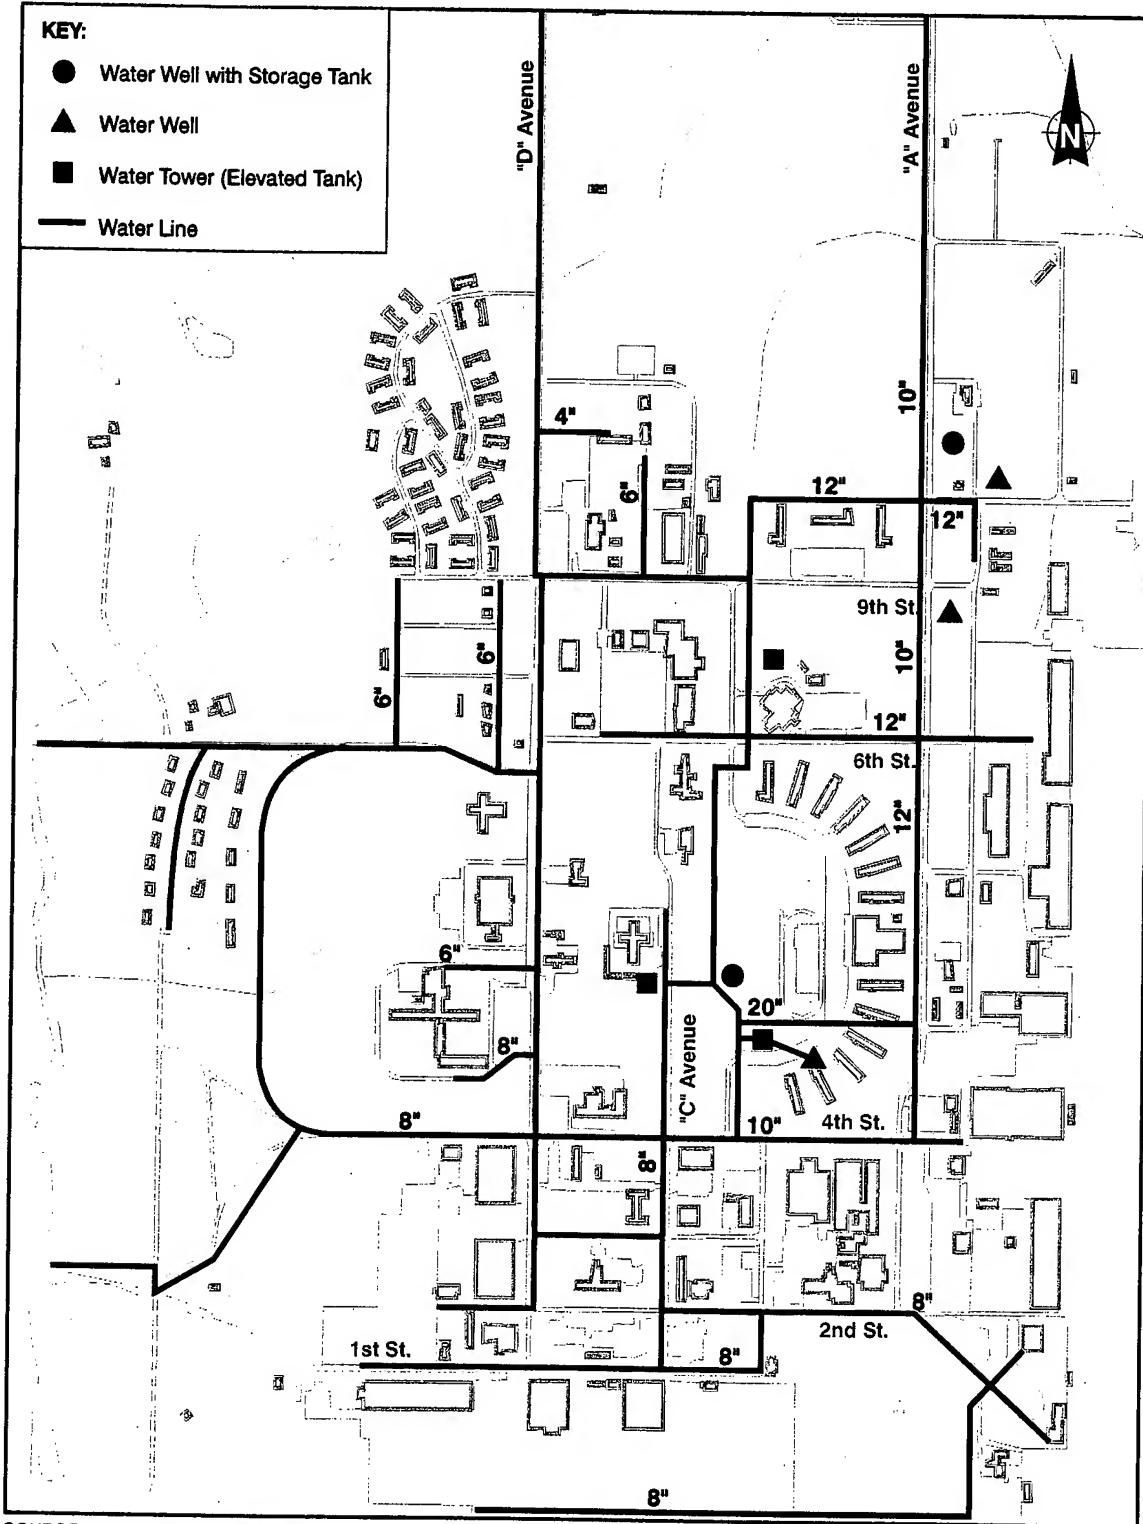 KEY:
Water Well with Storage Tank
Water Well
Water Tower (Elevated Tank)
Water Line
"D" Avenue
"A" Avenue
N
10"
4"
6"
12"
12"
9th St.
6"
10"
6"
12"
6th St.
12"
6"
20"
"C" Avenue
8"
8"
10"
4th St.
8"
8"
2nd St.
1st St.
8"
8"